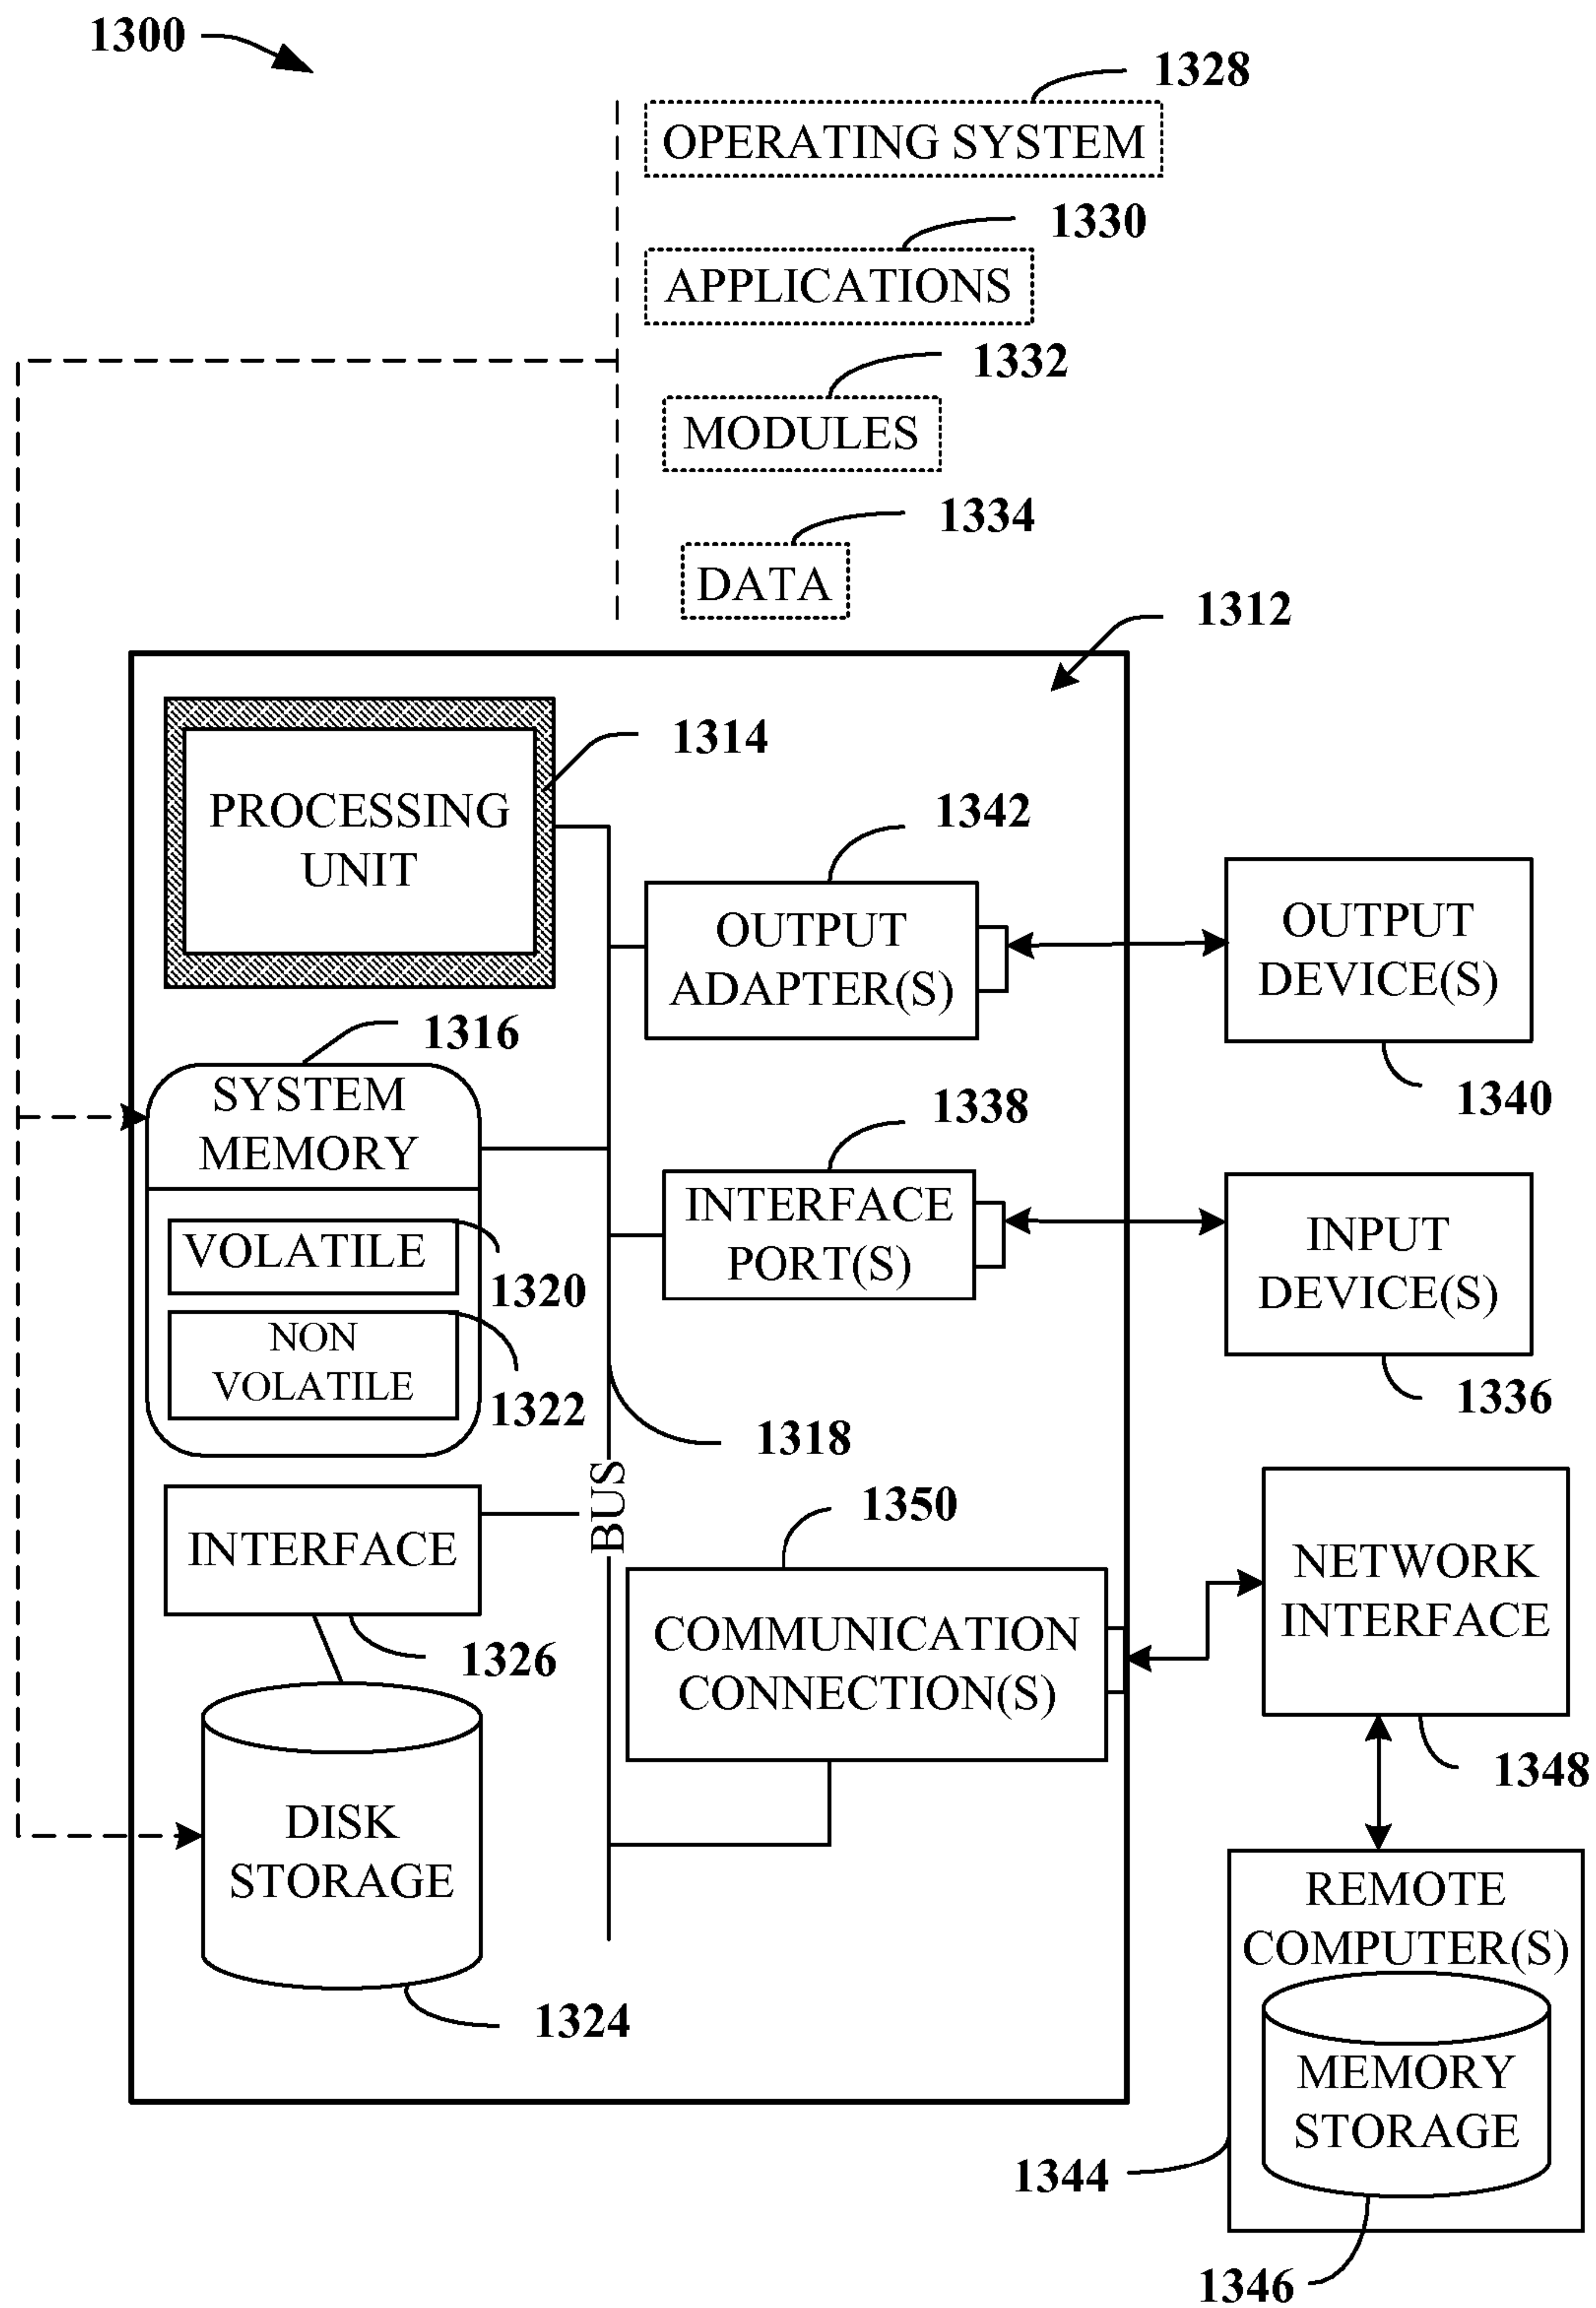 1300
1328
OPERATING SYSTEM
1330
APPLICATIONS
1332
MODULES
1334
DATA
1312
1314
PROCESSING
UNIT
1342
OUTPUT
ADAPTER(S)
OUTPUT
DEVICE(S)
1340
1316
SYSTEM
MEMORY
1338
INTERFACE
PORT(S)
INPUT
DEVICE(S)
1336
VOLATILE
1320
NON
VOLATILE
1322
1318
BUS
INTERFACE
1326
1350
COMMUNICATION
CONNECTION(S)
NETWORK
INTERFACE
1348
DISK
STORAGE
1324
REMOTE
COMPUTER(S)
MEMORY
STORAGE
1344
1346